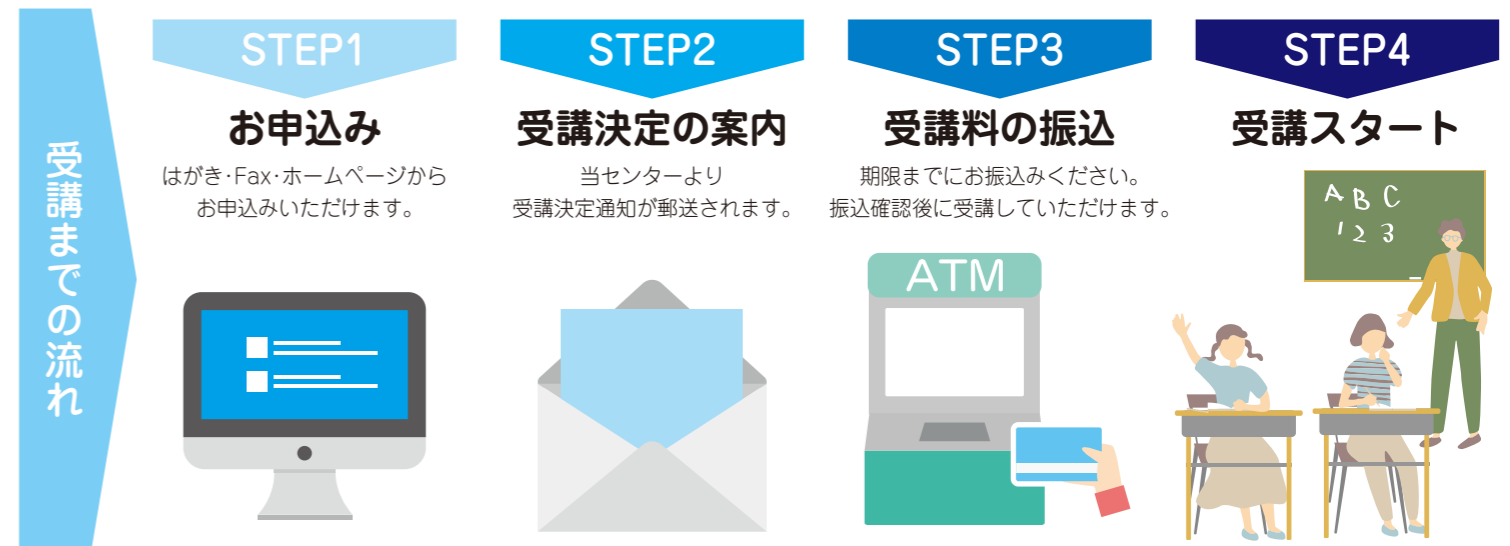 受講までの流れ
STEP1
お申込み
はがき・Fax・ホームページから
お申込みいただけます。
STEP2
受講決定の案内
当センターより
受講決定通知が郵送されます。
STEP3
受講料の振込
期限までにお振込みください。
振込確認後に受講していただけます。
ATM
STEP4
受講スタート
A B C
1 2 3